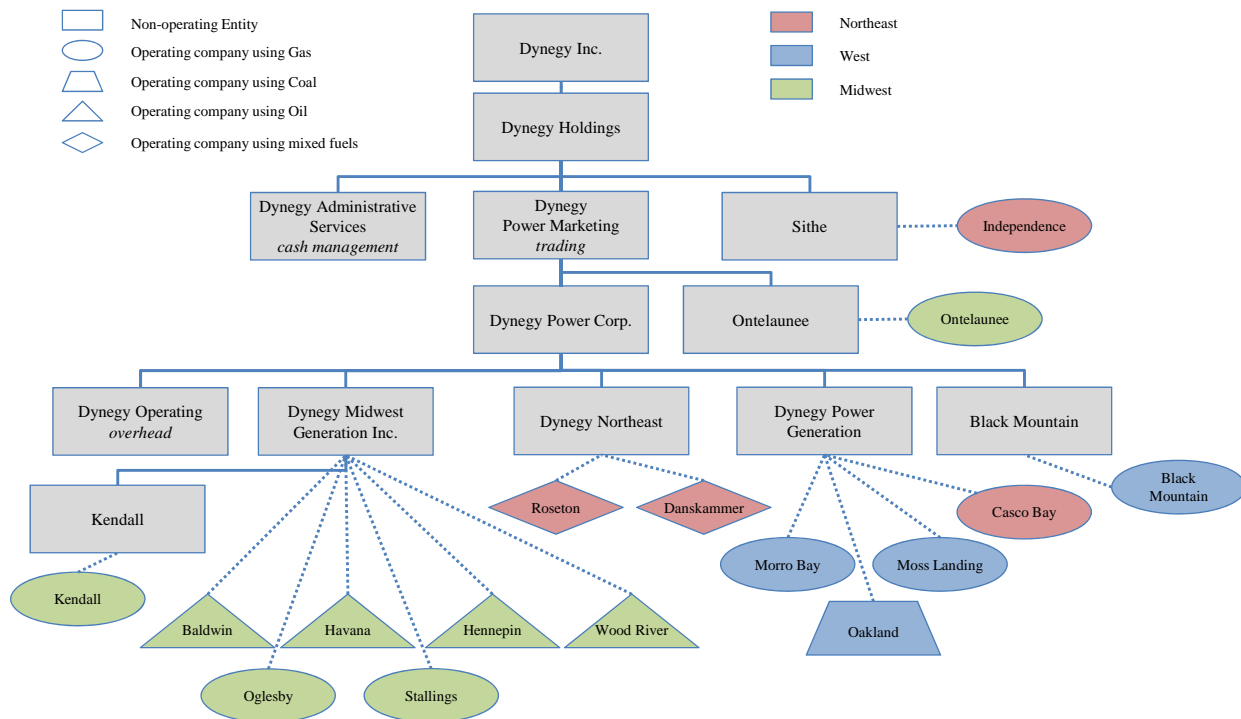 Non-operating Entity
Operating company using Gas
Operating company using Coal
Operating company using Oil
Operating company using mixed fuels
Northeast
West
Midwest
Dynegy Inc.
Dynegy Holdings
Dynegy Administrative
Services
cash management
Dynegy
Power Marketing
trading
Sithe
Independence
Dynegy Power Corp.
Ontelaunee
Ontelaunee
Dynegy Operating
overhead
Dynegy Midwest
Generation Inc.
Dynegy Northeast
Dynegy Power
Generation
Black Mountain
Black
Mountain
Kendall
Roseton
Danskammer
Casco Bay
Morro Bay
Moss Landing
Kendall
Baldwin
Havana
Hennepin
Wood River
Oakland
Oglesby
Stallings